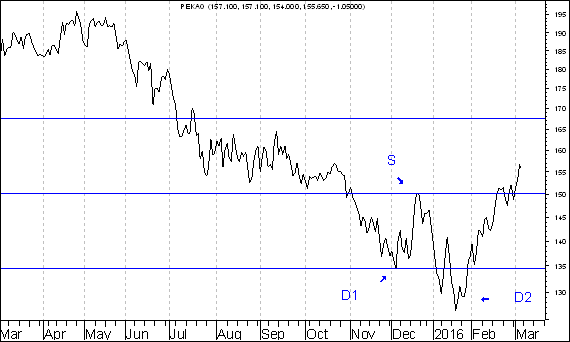 PEKAO (157.100, 157.100, 154.000, 155.650, -1.05000)
195
190
185
180
175
170
165
160
155
150
145
140
135
130
S
D1
D2
Mar Apr May Jun Jul Aug Sep Oct Nov Dec 2016 Feb Mar